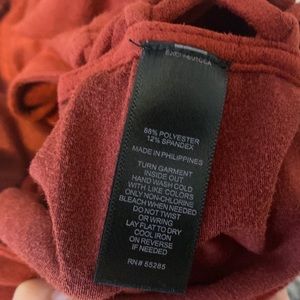 88% POLYESTER
12% SPANDEX
MADE IN PHILIPPINES
TURN GARMENT
INSIDE OUT
HAND WASH COLD
WITH LIKE COLORS
ONLY NON-CHLORINE
BLEACH WHEN NEEDED
DO NOT TWIST
OR WRING
LAY FLAT TO DRY
COOL IRON
ON REVERSE
IF NEEDED
RN# 55285